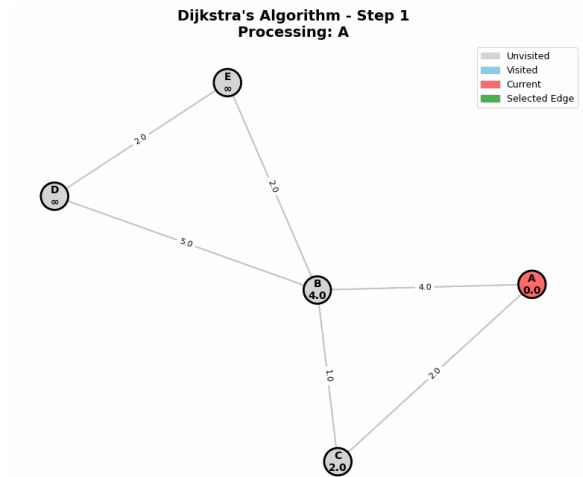 Dijkstra's Algorithm - Step 1
Processing: A
Unvisited
Visited
Current
Selected Edge
E
∞
2.0
D
∞
2.0
5.0
B
4.0
4.0
A
0.0
1.0
2.0
C
2.0